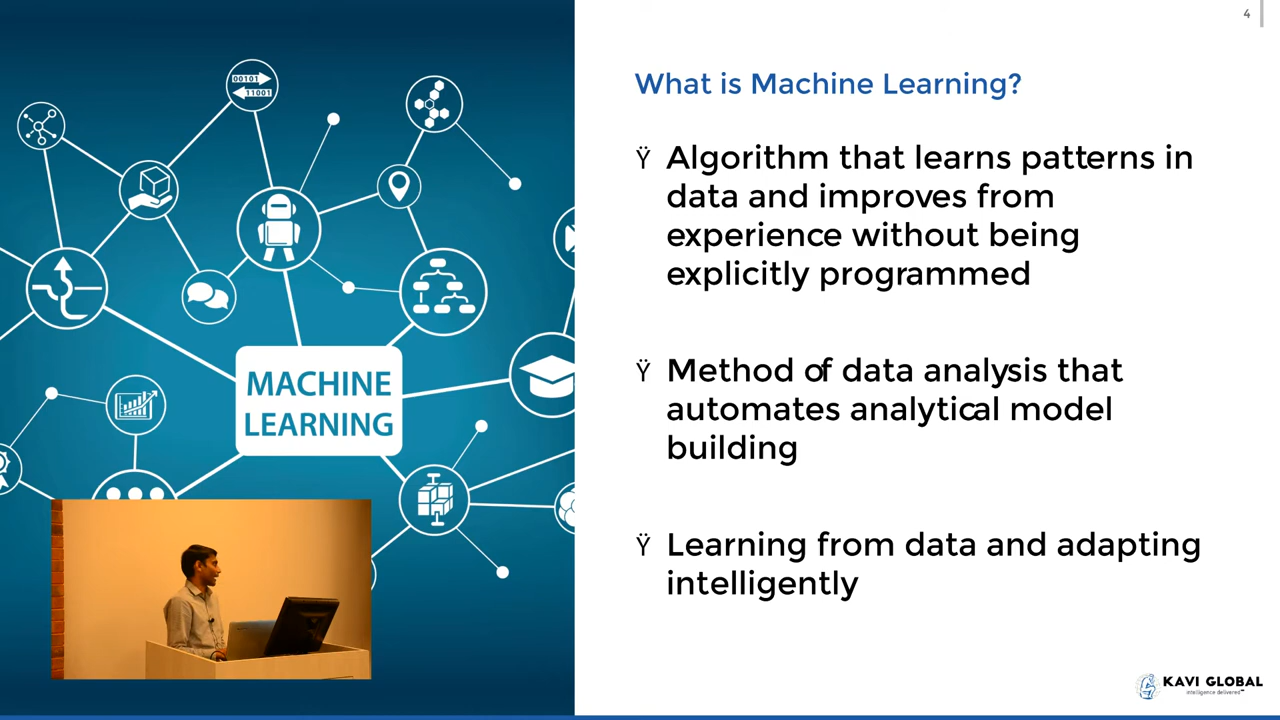 4
What is Machine Learning?
Ÿ Algorithm that learns patterns in
data and improves from
experience without being
explicitly programmed
Ÿ Method of data analysis that
automates analytical model
building
Ÿ Learning from data and adapting
intelligently
00101
11001
MACHINE
LEARNING
KAVI GLOBAL
intelligence delivered™